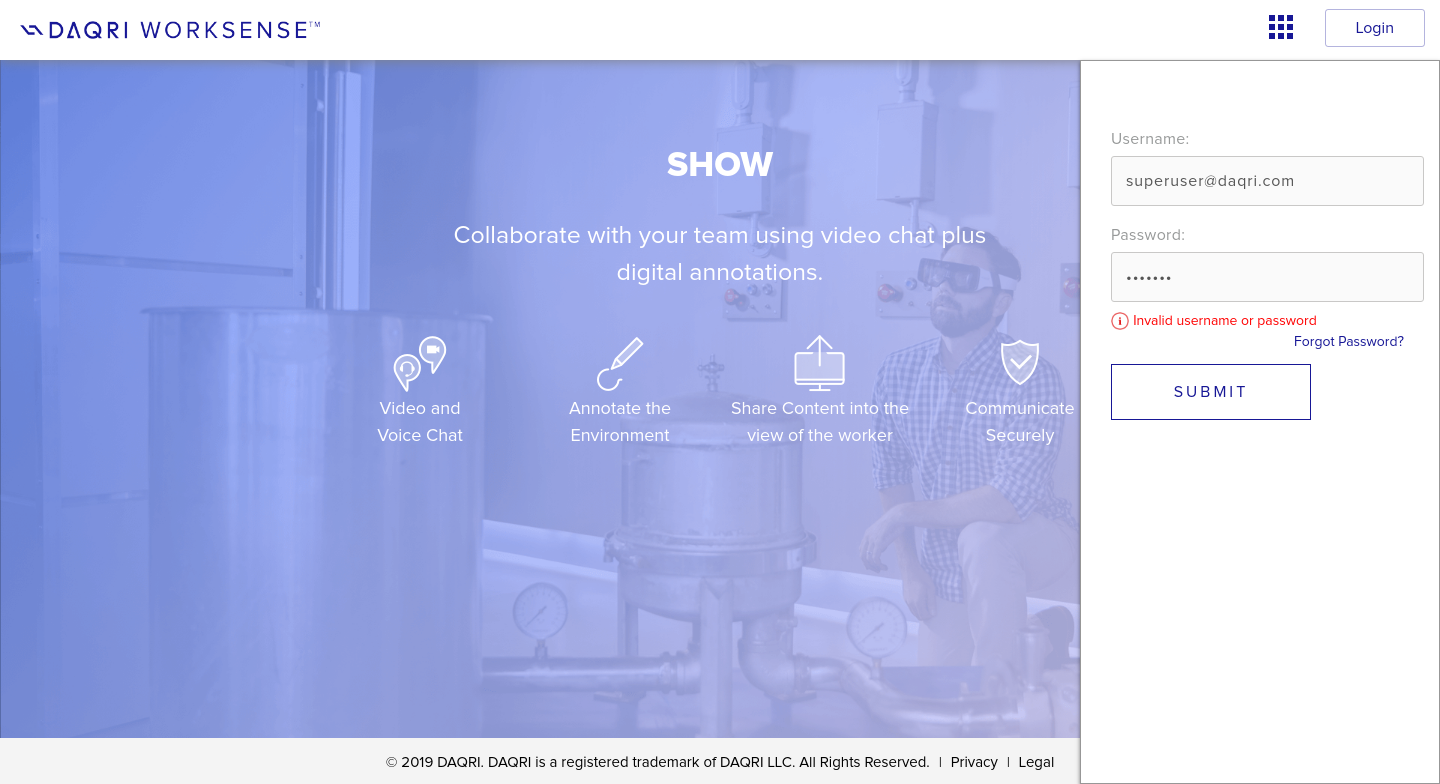 DAQRI WORKSENSE™
Login
SHOW
Collaborate with your team using video chat plus
digital annotations.
Video and
Voice Chat
Annotate the
Environment
Share Content into the
view of the worker
Communicate
Securely
Username:
superuser@daqri.com
Password:
•••••••
Invalid username or password
Forgot Password?
SUBMIT
© 2019 DAQRI. DAQRI is a registered trademark of DAQRI LLC. All Rights Reserved. | Privacy | Legal